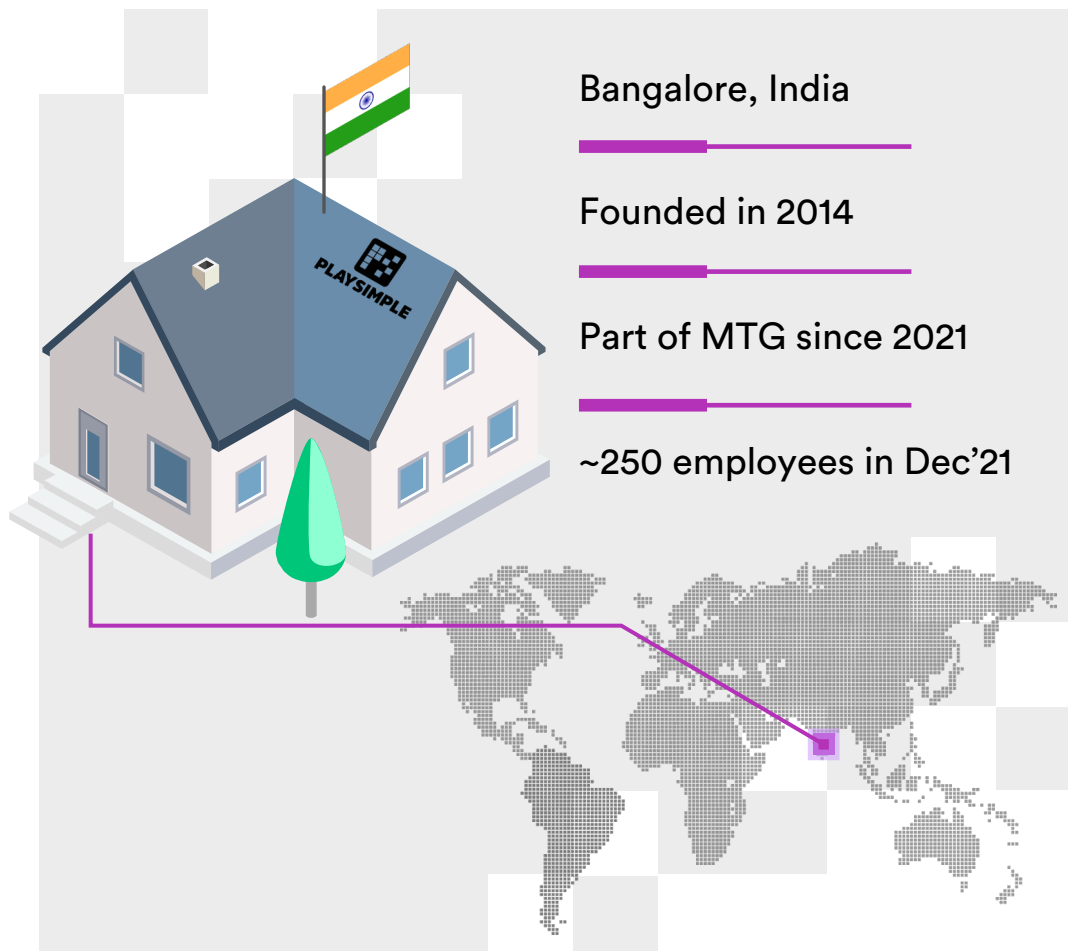 PLAYSIMPLE
Bangalore, India
Founded in 2014
Part of MTG since 2021
~250 employees in Dec’21